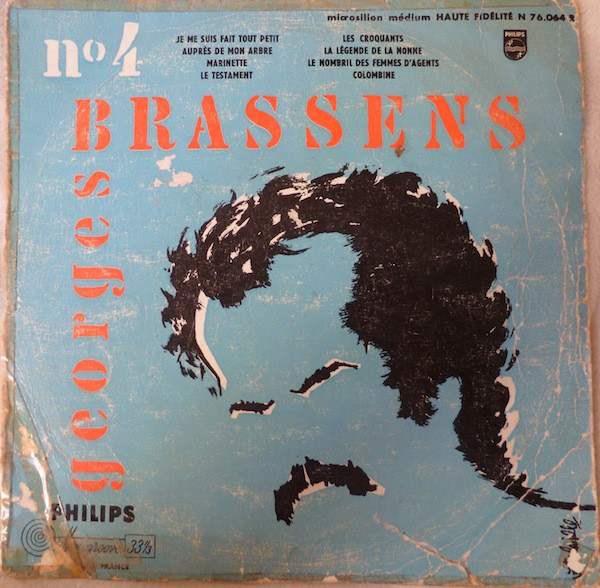 microsillon médium HAUTE FIDÉLITÉ N 76.064 R
nº4
JE ME SUIS FAIT TOUT PETIT
AUPRÈS DE MON ARBRE
MARINETTE
LE TESTAMENT
LES CROQUANTS
LA LÉGENDE DE LA NONNE
LE NOMBRIL DES FEMMES D'AGENTS
COLOMBINE
PHILIPS
BRASSENS
georges
PHILIPS
33⅓
FRANCE